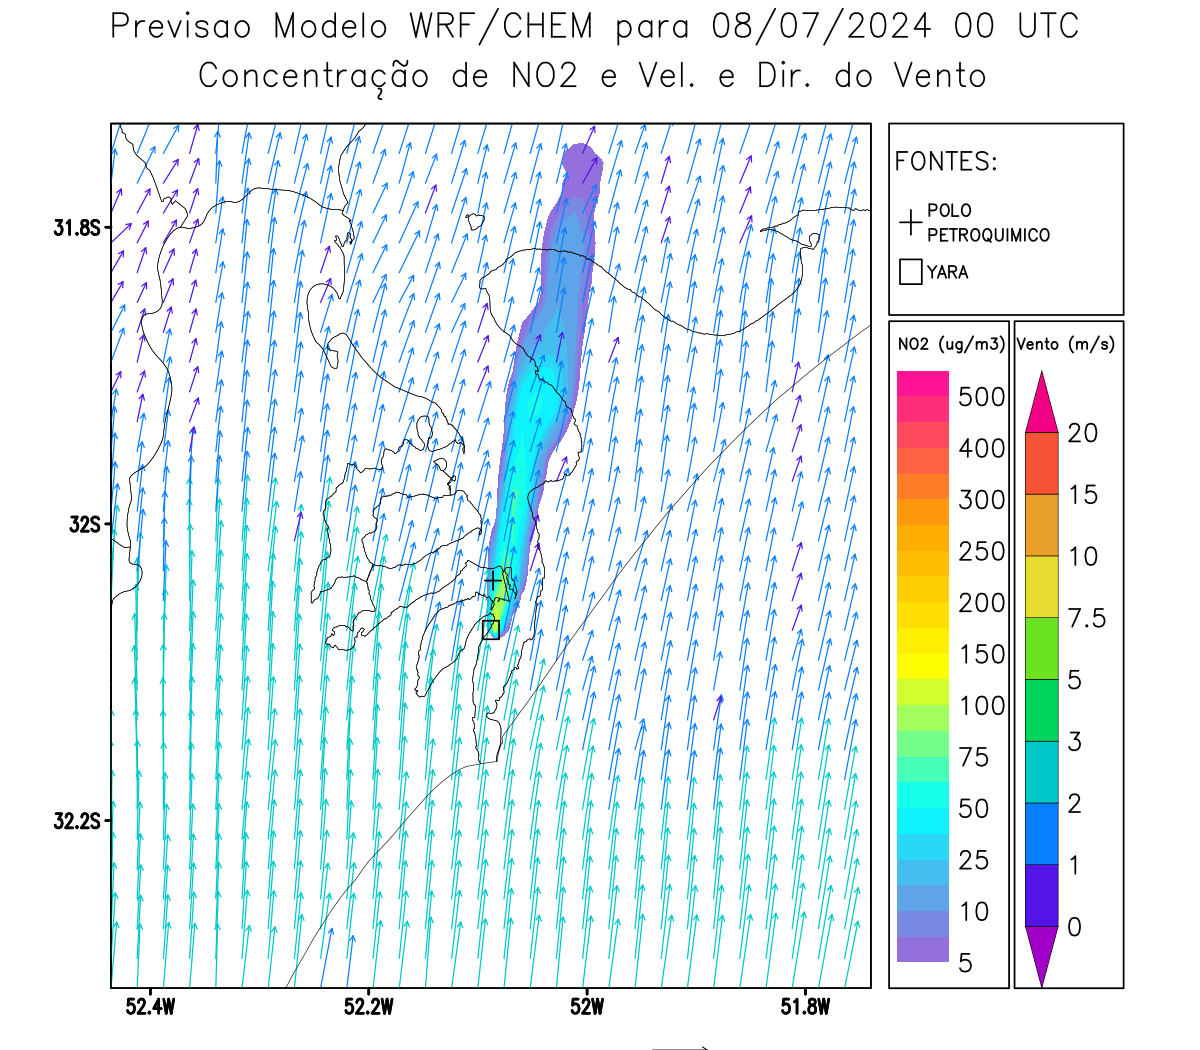 Previsao Modelo WRF/CHEM para 08/07/2024 00 UTC
Concentração de NO2 e Vel. e Dir. do Vento
FONTES:
POLO
PETROQUIMICO
YARA
NO2 (ug/m3)
500
400
300
250
200
150
100
75
50
25
10
5
Vento (m/s)
20
15
10
7.5
5
3
2
1
0
31.8S
32S
32.2S
52.4W
52.2W
52W
51.8W